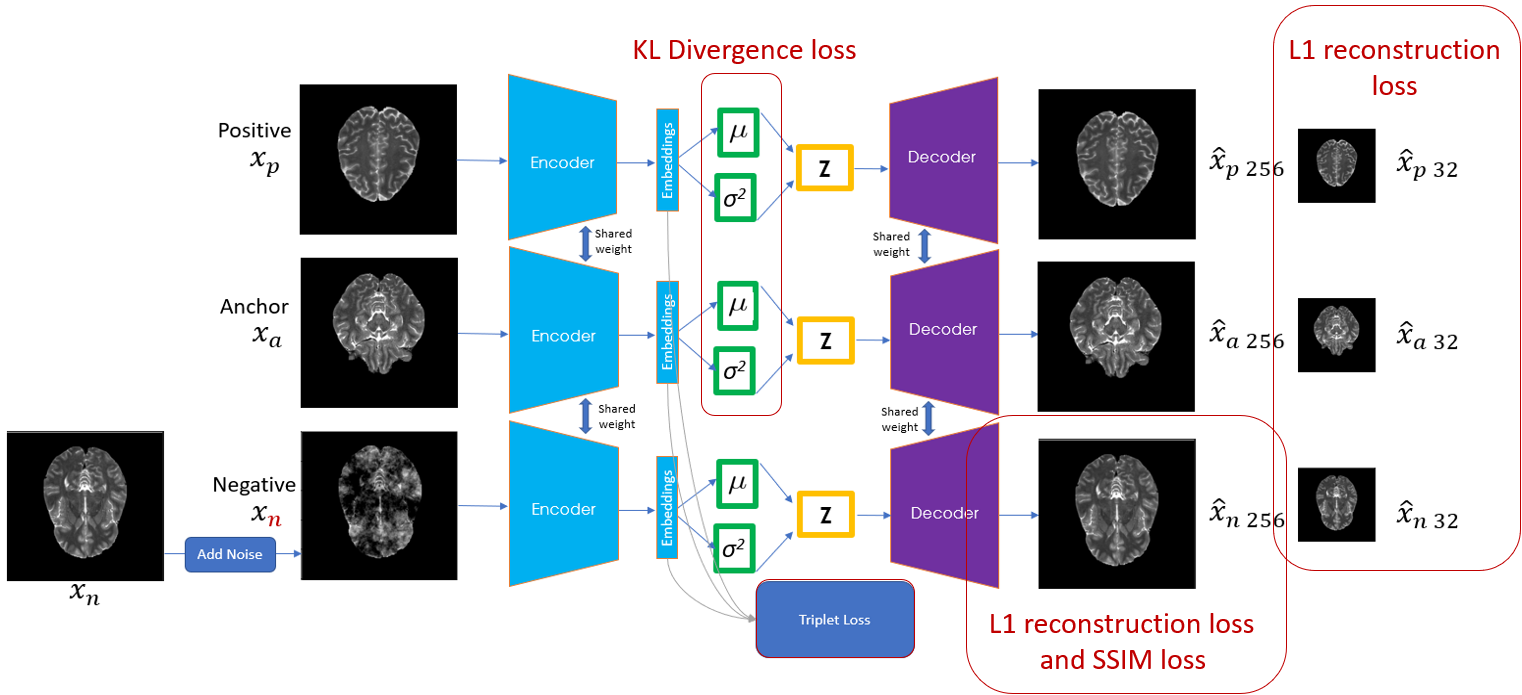 KL Divergence loss
L1 reconstruction
loss
Positive
x_p
Encoder
Embeddings
μ
σ²
Z
Decoder
x̂_p 256
x̂_p 32
Shared
weight
Shared
weight
Anchor
x_a
Encoder
Embeddings
μ
σ²
Z
Decoder
x̂_a 256
x̂_a 32
Shared
weight
Shared
weight
Negative
x_n
Add Noise
x_n
Encoder
Embeddings
μ
σ²
Z
Decoder
x̂_n 256
x̂_n 32
Triplet Loss
L1 reconstruction loss
and SSIM loss